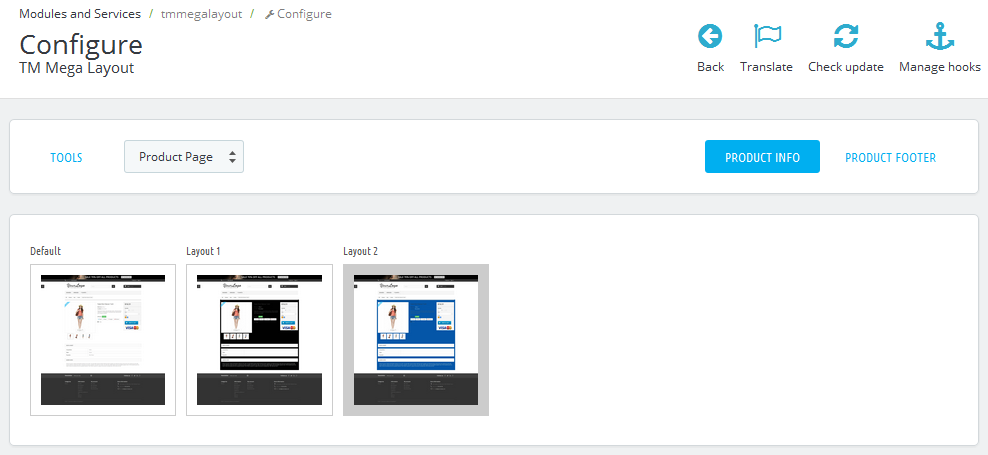 Modules and Services / tmmegalayout / Configure
Configure
TM Mega Layout
Back Translate Check update Manage hooks
TOOLS Product Page PRODUCT INFO PRODUCT FOOTER
Default Layout 1 Layout 2